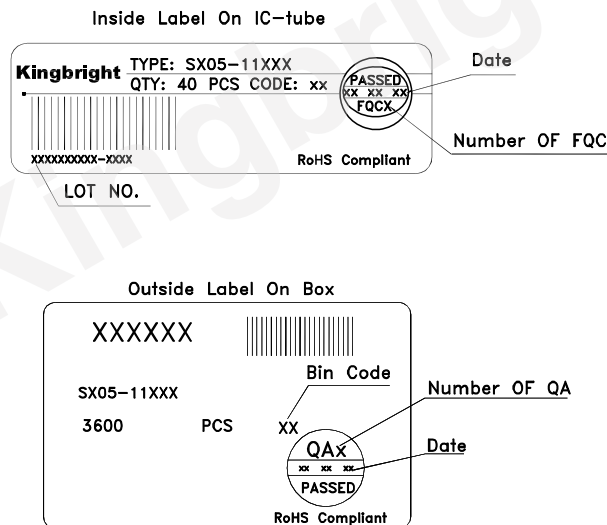 Inside Label On IC-tube
Kingbright
TYPE: SX05-11XXX
QTY: 40 PCS CODE: xx
PASSED
xx xx xx
FQCX
Date
Number OF FQC
xxxxxxxxxx-xxxx
RoHS Compliant
LOT NO.
Outside Label On Box
XXXXXX
Bin Code
SX05-11XXX
3600 PCS XX
Number OF QA
QAx
xx xx xx
PASSED
Date
RoHS Compliant
Kingbright